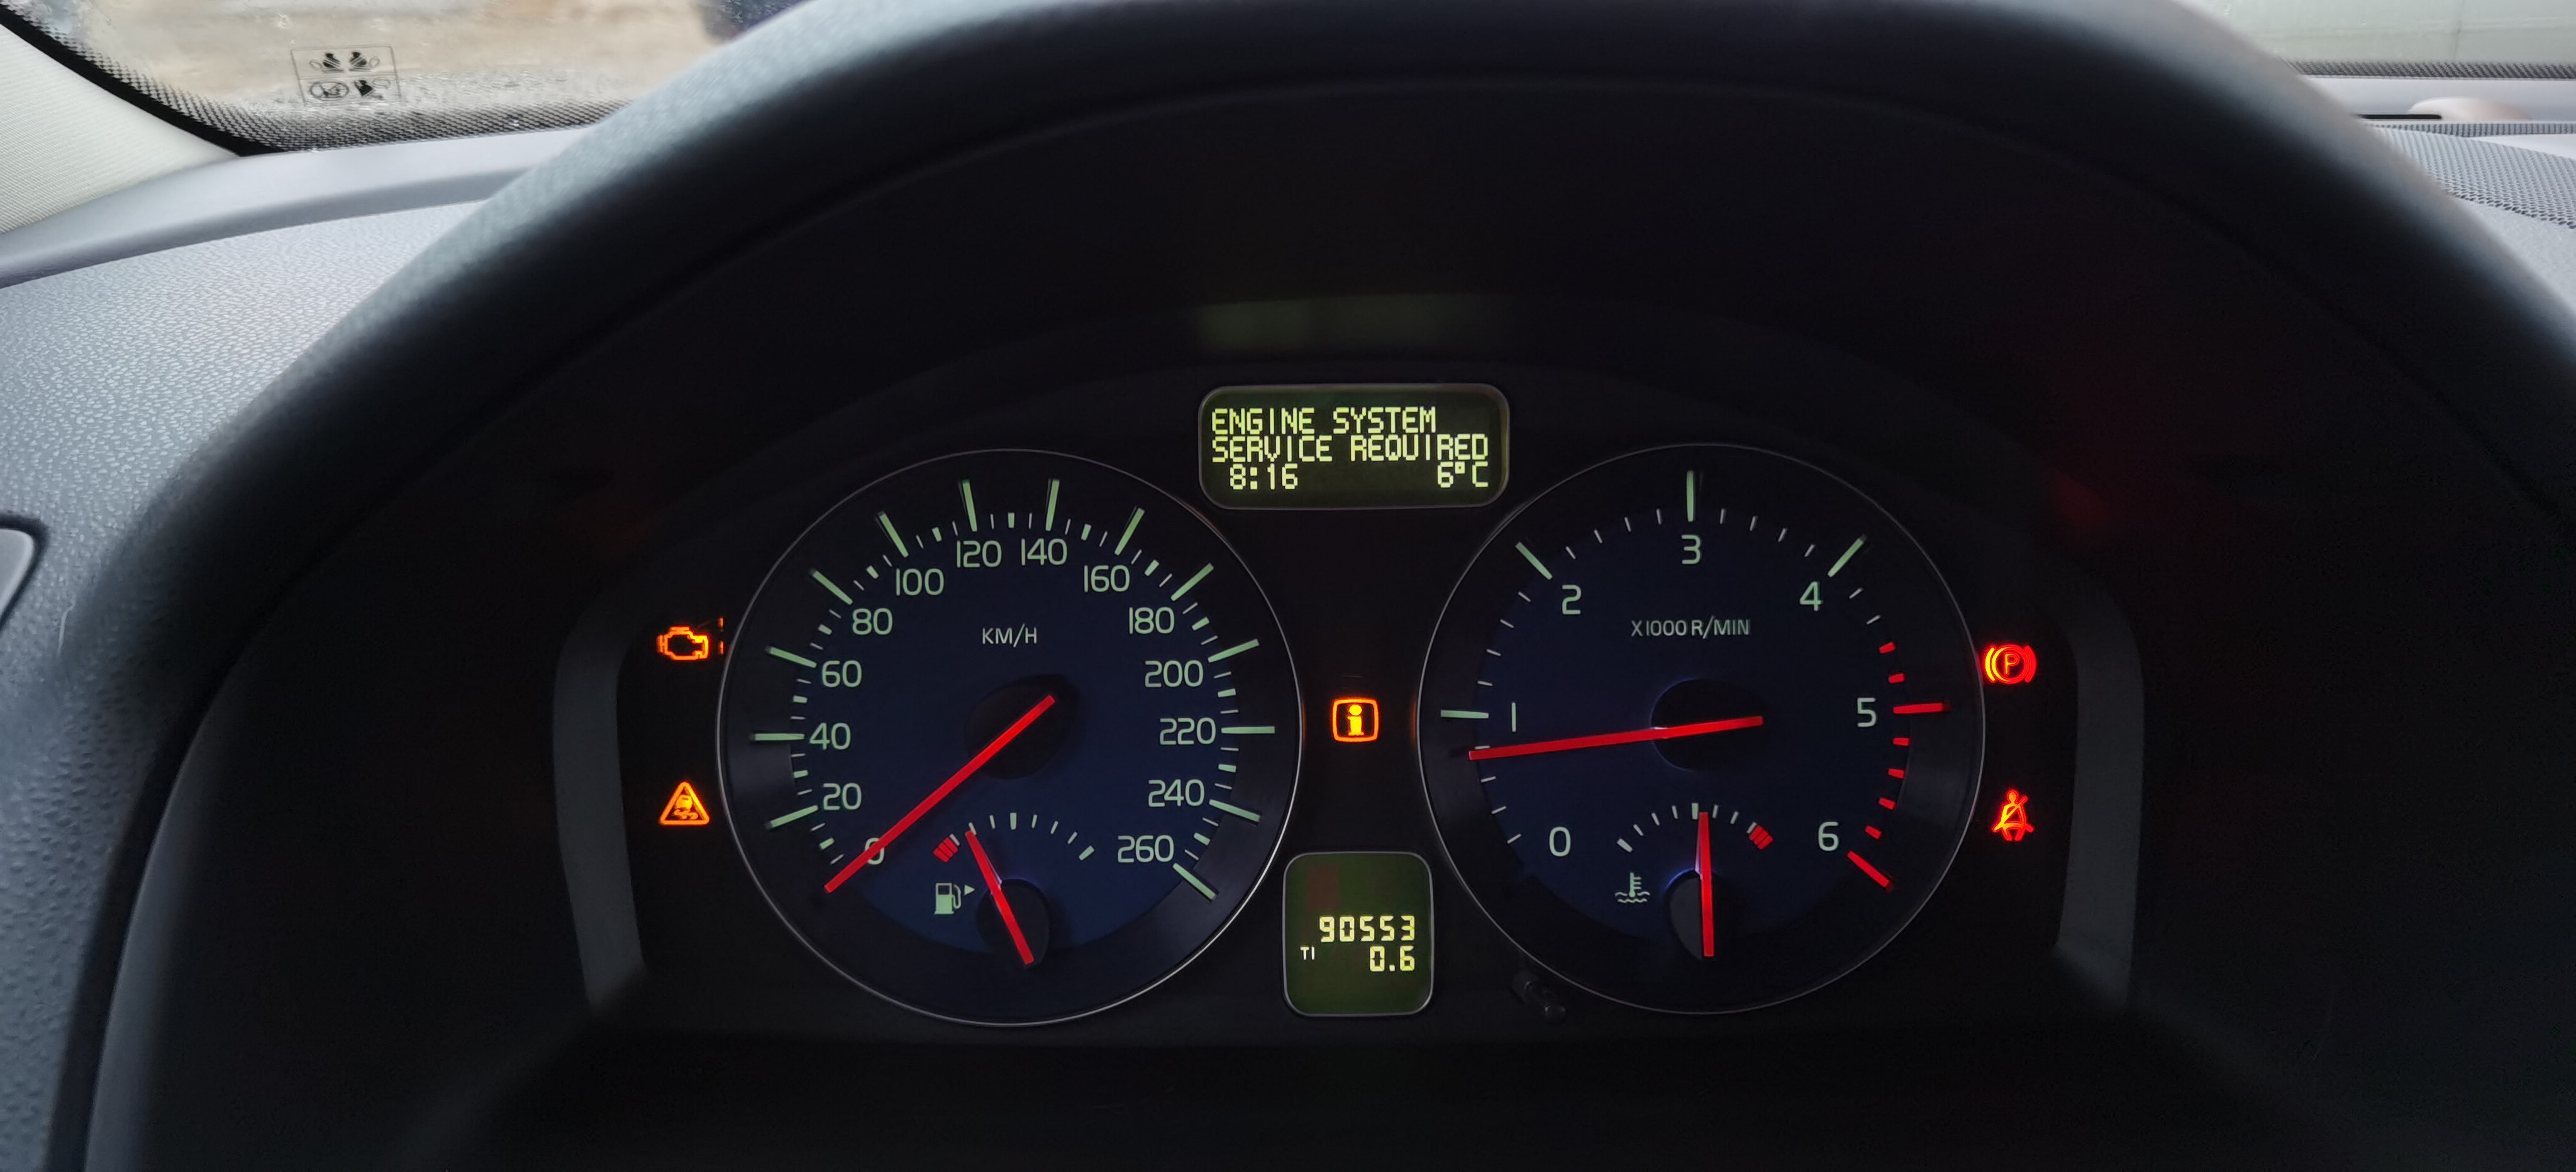 ENGINE SYSTEM
SERVICE REQUIRED
8:16 6°C
0
20
40
60
80
100
120
140
160
180
200
220
240
260
KM/H
0
1
2
3
4
5
6
X1000 R/MIN
P
i
90553
T1 0.6